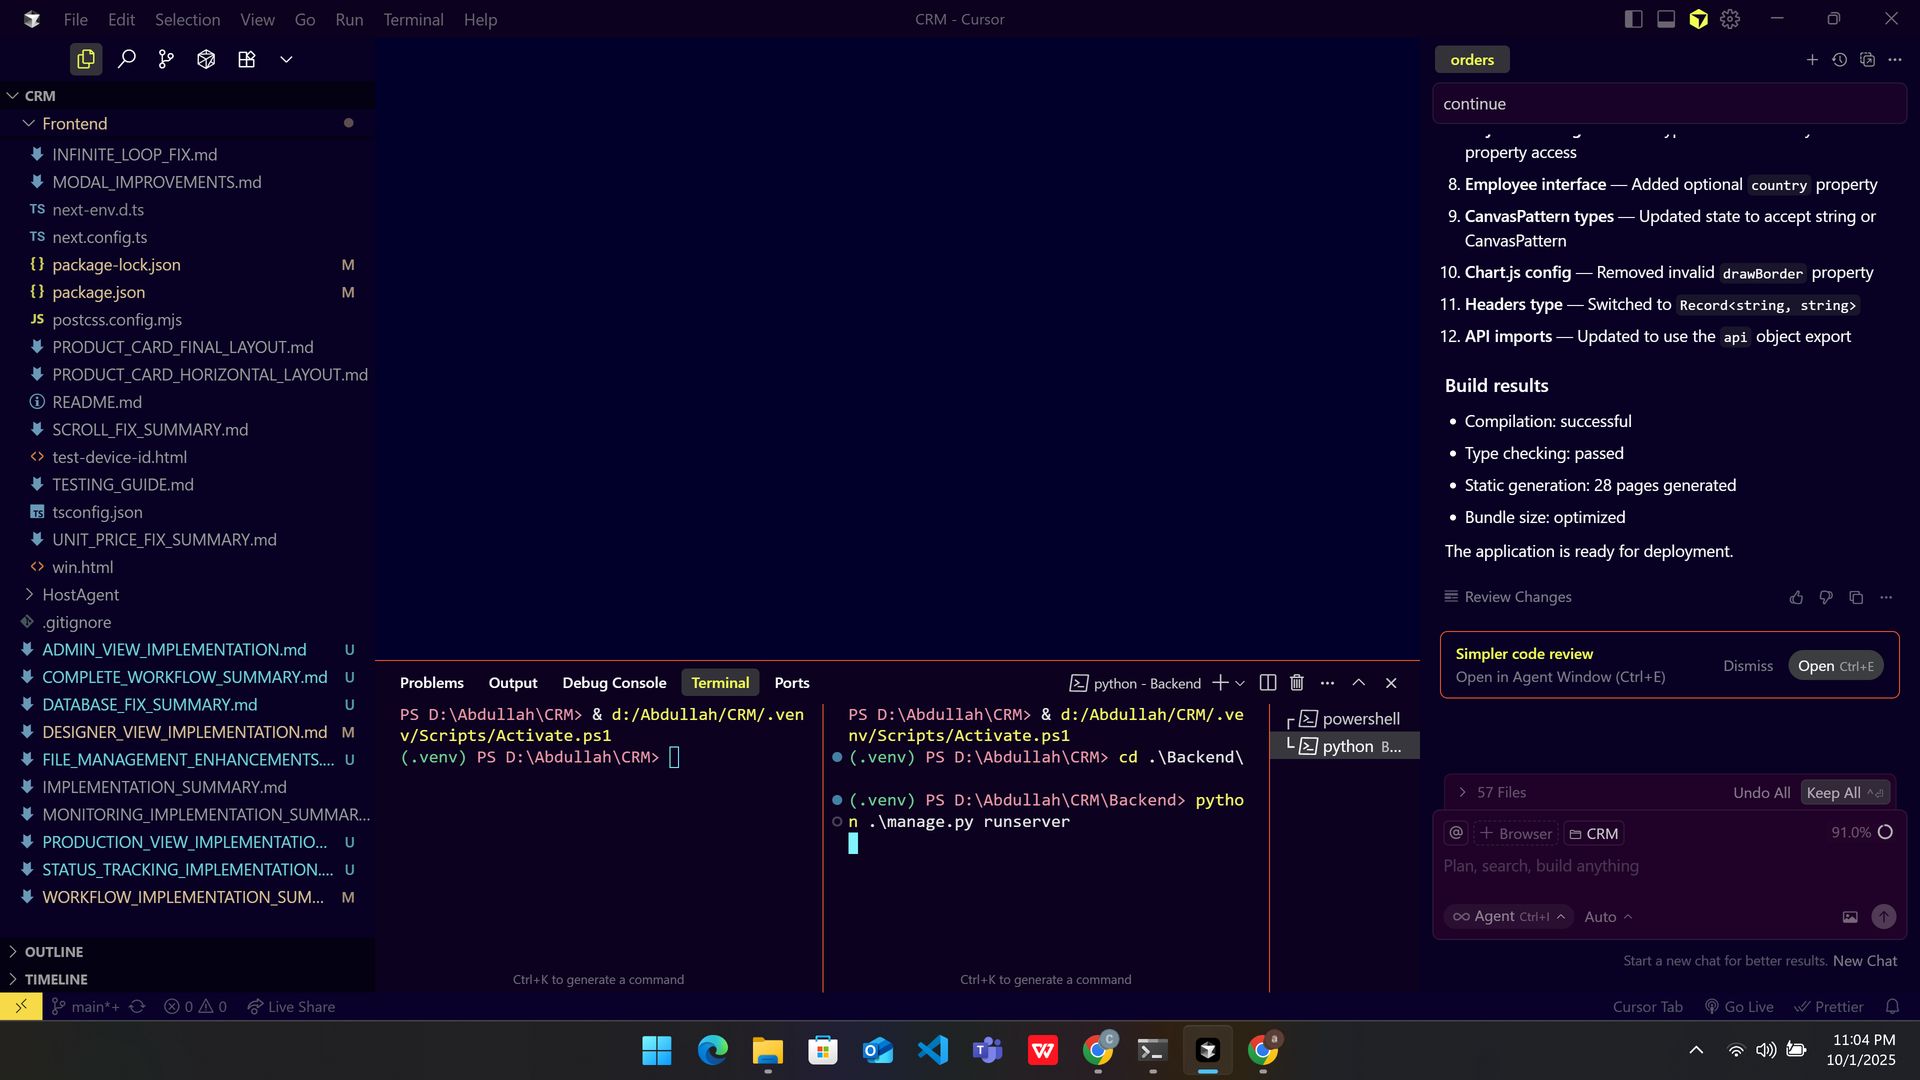 File Edit Selection View Go Run Terminal Help
CRM - Cursor
CRM
Frontend
INFINITE_LOOP_FIX.md
MODAL_IMPROVEMENTS.md
TS next-env.d.ts
TS next.config.ts
{} package-lock.json M
{} package.json M
JS postcss.config.mjs
PRODUCT_CARD_FINAL_LAYOUT.md
PRODUCT_CARD_HORIZONTAL_LAYOUT.md
README.md
SCROLL_FIX_SUMMARY.md
<> test-device-id.html
TESTING_GUIDE.md
TS tsconfig.json
UNIT_PRICE_FIX_SUMMARY.md
<> win.html
HostAgent
.gitignore
ADMIN_VIEW_IMPLEMENTATION.md U
COMPLETE_WORKFLOW_SUMMARY.md U
DATABASE_FIX_SUMMARY.md U
DESIGNER_VIEW_IMPLEMENTATION.md M
FILE_MANAGEMENT_ENHANCEMENTS.... U
IMPLEMENTATION_SUMMARY.md
MONITORING_IMPLEMENTATION_SUMMAR...
PRODUCTION_VIEW_IMPLEMENTATIO... U
STATUS_TRACKING_IMPLEMENTATION.... U
WORKFLOW_IMPLEMENTATION_SUM... M
OUTLINE
TIMELINE
Problems Output Debug Console Terminal Ports
python - Backend
PS D:\Abdullah\CRM> & d:/Abdullah/CRM/.ven
v/Scripts/Activate.ps1
(.venv) PS D:\Abdullah\CRM>
Ctrl+K to generate a command
PS D:\Abdullah\CRM> & d:/Abdullah/CRM/.ve
nv/Scripts/Activate.ps1
(.venv) PS D:\Abdullah\CRM> cd .\Backend\
(.venv) PS D:\Abdullah\CRM\Backend> pytho
n .\manage.py runserver
Ctrl+K to generate a command
powershell
python B...
orders
continue
property access
8. Employee interface — Added optional country property
9. CanvasPattern types — Updated state to accept string or
CanvasPattern
10. Chart.js config — Removed invalid drawBorder property
11. Headers type — Switched to Record<string, string>
12. API imports — Updated to use the api object export
Build results
• Compilation: successful
• Type checking: passed
• Static generation: 28 pages generated
• Bundle size: optimized
The application is ready for deployment.
Review Changes
Simpler code review
Open in Agent Window (Ctrl+E)
Dismiss
Open Ctrl+E
57 Files
Undo All
Keep All
@ + Browser CRM 91.0%
Plan, search, build anything
Agent Ctrl+I Auto
Start a new chat for better results. New Chat
main*+ 0 0 Live Share
Cursor Tab Go Live Prettier
11:04 PM
10/1/2025